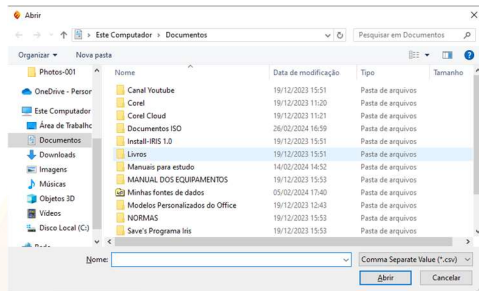 Abrir
Este Computador > Documentos
Pesquisar em Documentos
Organizar
Nova pasta
Photos-001
OneDrive - Person
Este Computador
Área de Trabalho
Documentos
Downloads
Imagens
Músicas
Objetos 3D
Vídeos
Disco Local (C:)
Nome Data de modificação Tipo Tamanho
Canal Youtube 19/12/2023 15:51 Pasta de arquivos
Corel 19/12/2023 11:20 Pasta de arquivos
Corel Cloud 19/12/2023 11:21 Pasta de arquivos
Documentos ISO 26/02/2024 16:59 Pasta de arquivos
Install-IRIS 1.0 19/12/2023 15:51 Pasta de arquivos
Livros 19/12/2023 15:51 Pasta de arquivos
Manuais para estudo 14/02/2024 14:52 Pasta de arquivos
MANUAL DOS EQUIPAMENTOS 19/12/2023 15:53 Pasta de arquivos
Minhas fontes de dados 05/02/2024 17:40 Pasta de arquivos
Modelos Personalizados do Office 19/12/2023 12:43 Pasta de arquivos
NORMAS 19/12/2023 15:53 Pasta de arquivos
Save's Programa Iris 19/12/2023 15:53 Pasta de arquivos
Nome:
Comma Separate Value (*.csv)
Abrir
Cancelar